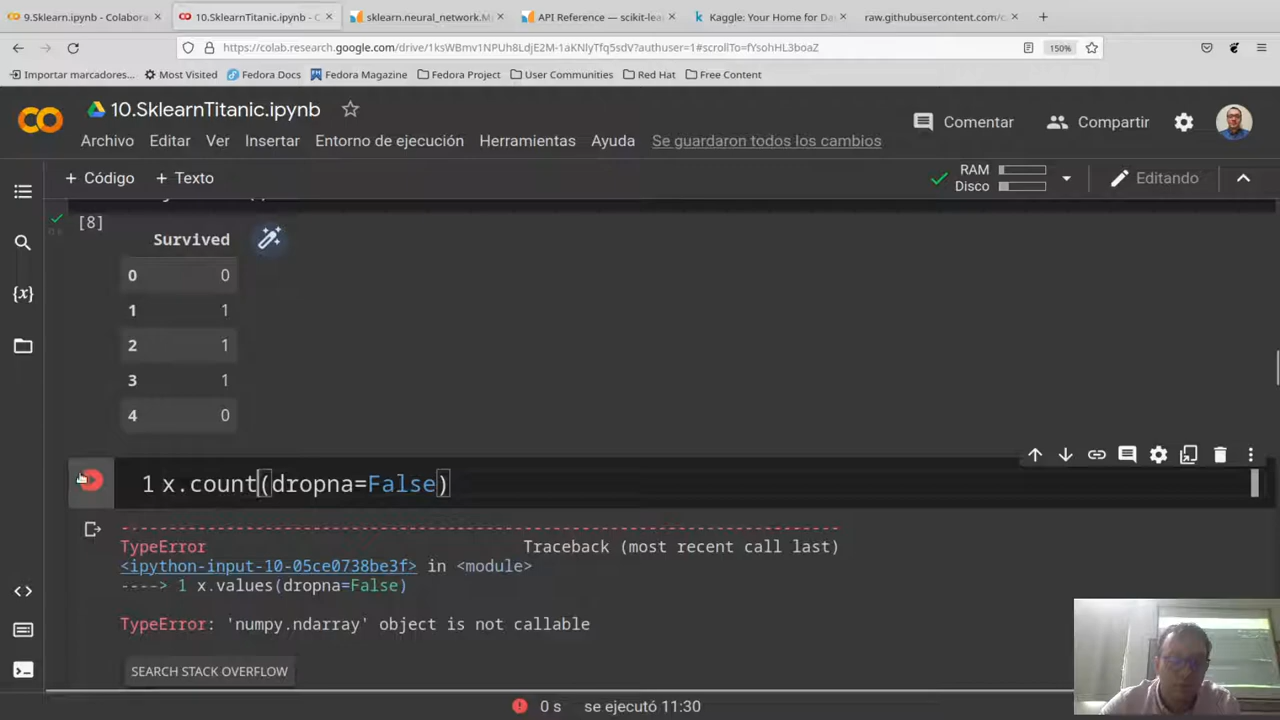 9.Sklearn.ipynb - Colabora
10.SklearnTitanic.ipynb - C
sklearn.neural_network.M
API Reference — scikit-lea
Kaggle: Your Home for Da
raw.githubusercontent.com/c
https://colab.research.google.com/drive/1ksWBmv1NPUh8LdjE2M-1aKNlyTfq5sdV?authuser=1#scrollTo=fYsohHL3boaZ
150%
Importar marcadores...
Most Visited
Fedora Docs
Fedora Magazine
Fedora Project
User Communities
Red Hat
Free Content
10.SklearnTitanic.ipynb
Comentar
Compartir
Archivo Editar Ver Insertar Entorno de ejecución Herramientas Ayuda Se guardaron todos los cambios
+ Código + Texto
RAM
Disco
Editando
[8]
Survived
0 0
1 1
2 1
3 1
4 0
{x}
1 x.count(dropna=False)
TypeError Traceback (most recent call last)
<ipython-input-10-05ce0738be3f> in <module>
----> 1 x.values(dropna=False)
TypeError: 'numpy.ndarray' object is not callable
SEARCH STACK OVERFLOW
0 s se ejecutó 11:30